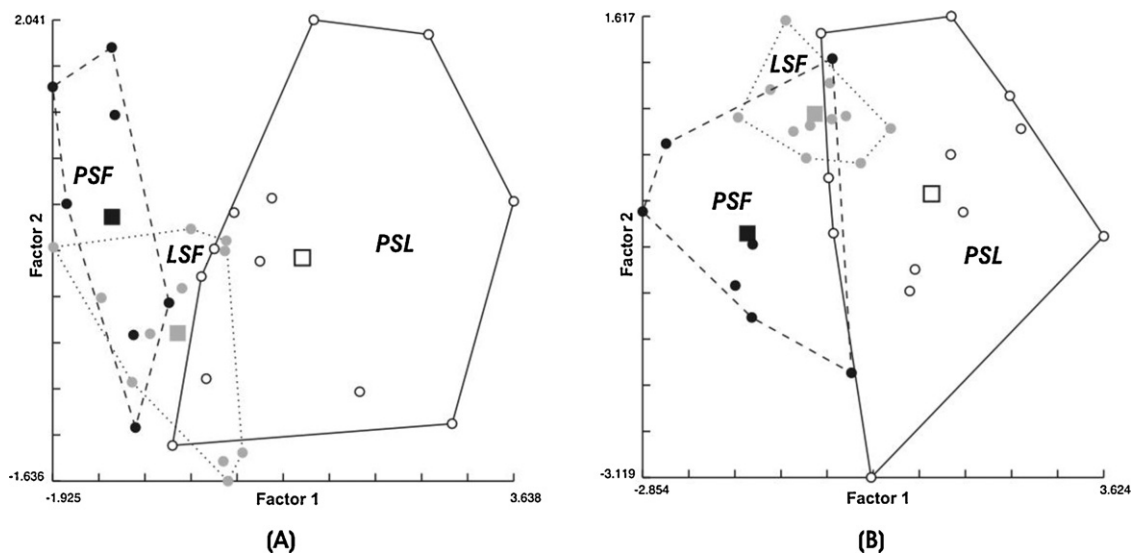 2.041
Factor 2
PSF
LSF
PSL
-1.636
-1.925
Factor 1
3.638
(A)
1.617
Factor 2
LSF
PSF
PSL
-3.119
-2.854
Factor 1
3.624
(B)